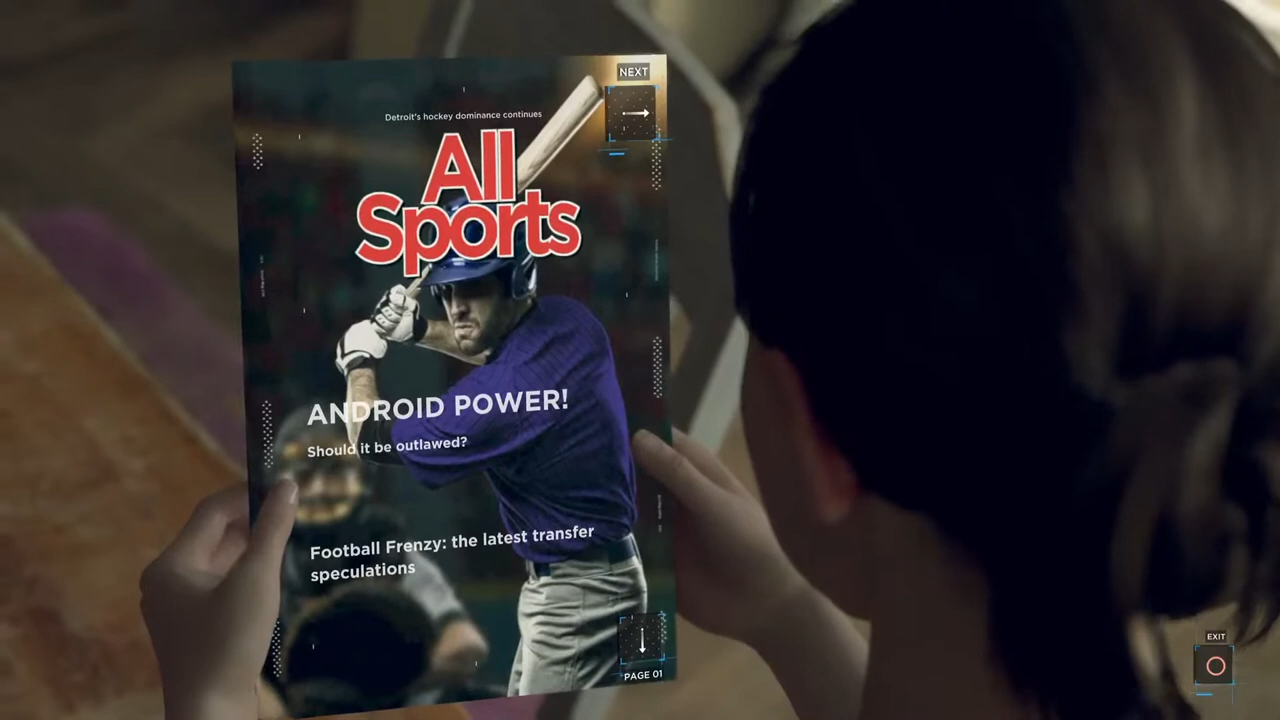 NEXT
Detroit's hockey dominance continues
All
Sports
ANDROID POWER!
Should it be outlawed?
Football Frenzy: the latest transfer
speculations
PAGE 01
EXIT